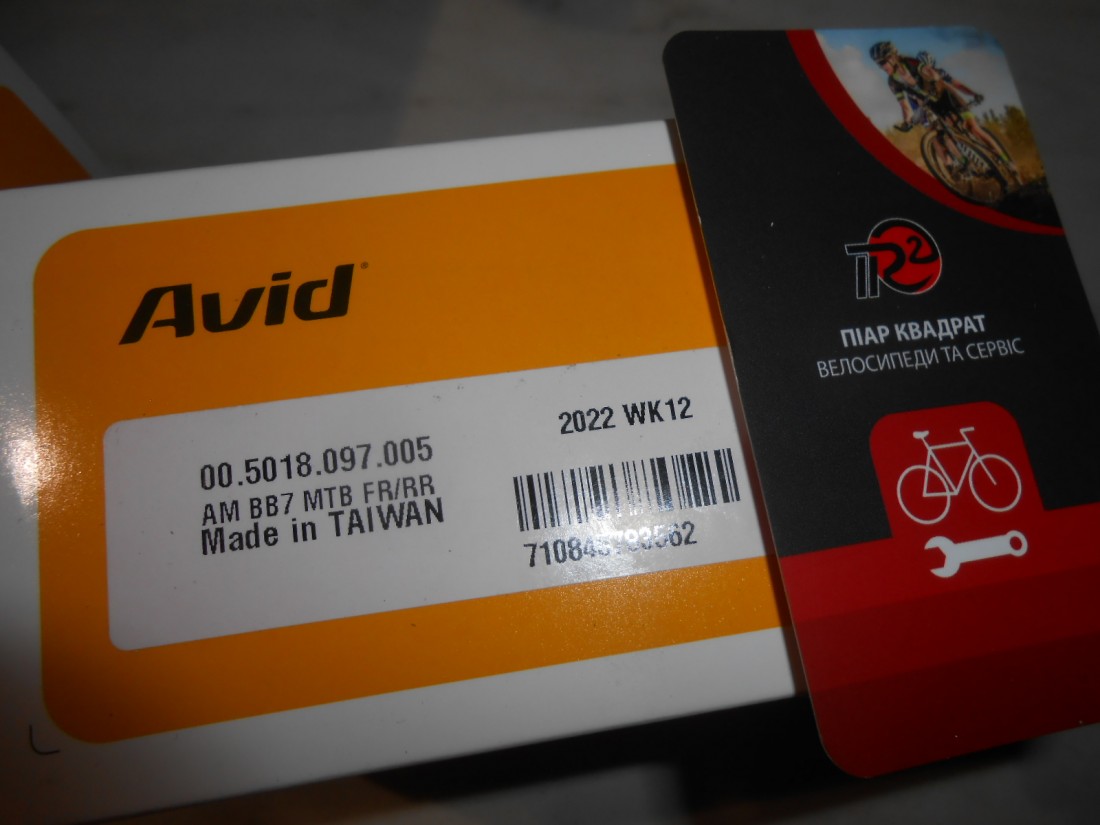 Avid®
00.5018.097.005
AM BB7 MTB FR/RR
Made in TAIWAN
2022 WK12
ПR2
ПІАР КВАДРАТ
ВЕЛОСИПЕДИ ТА СЕРВІС